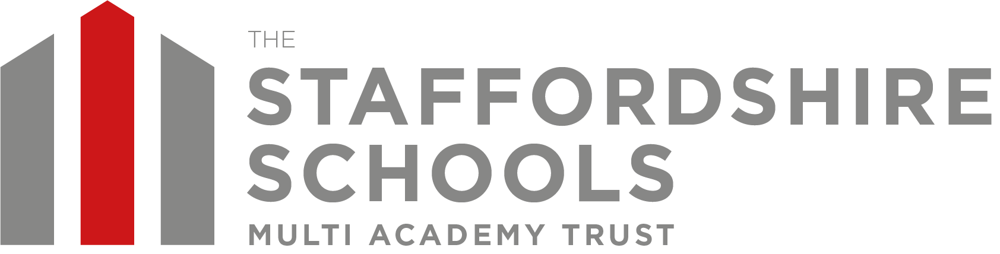 THE
STAFFORDSHIRE
SCHOOLS
MULTI ACADEMY TRUST